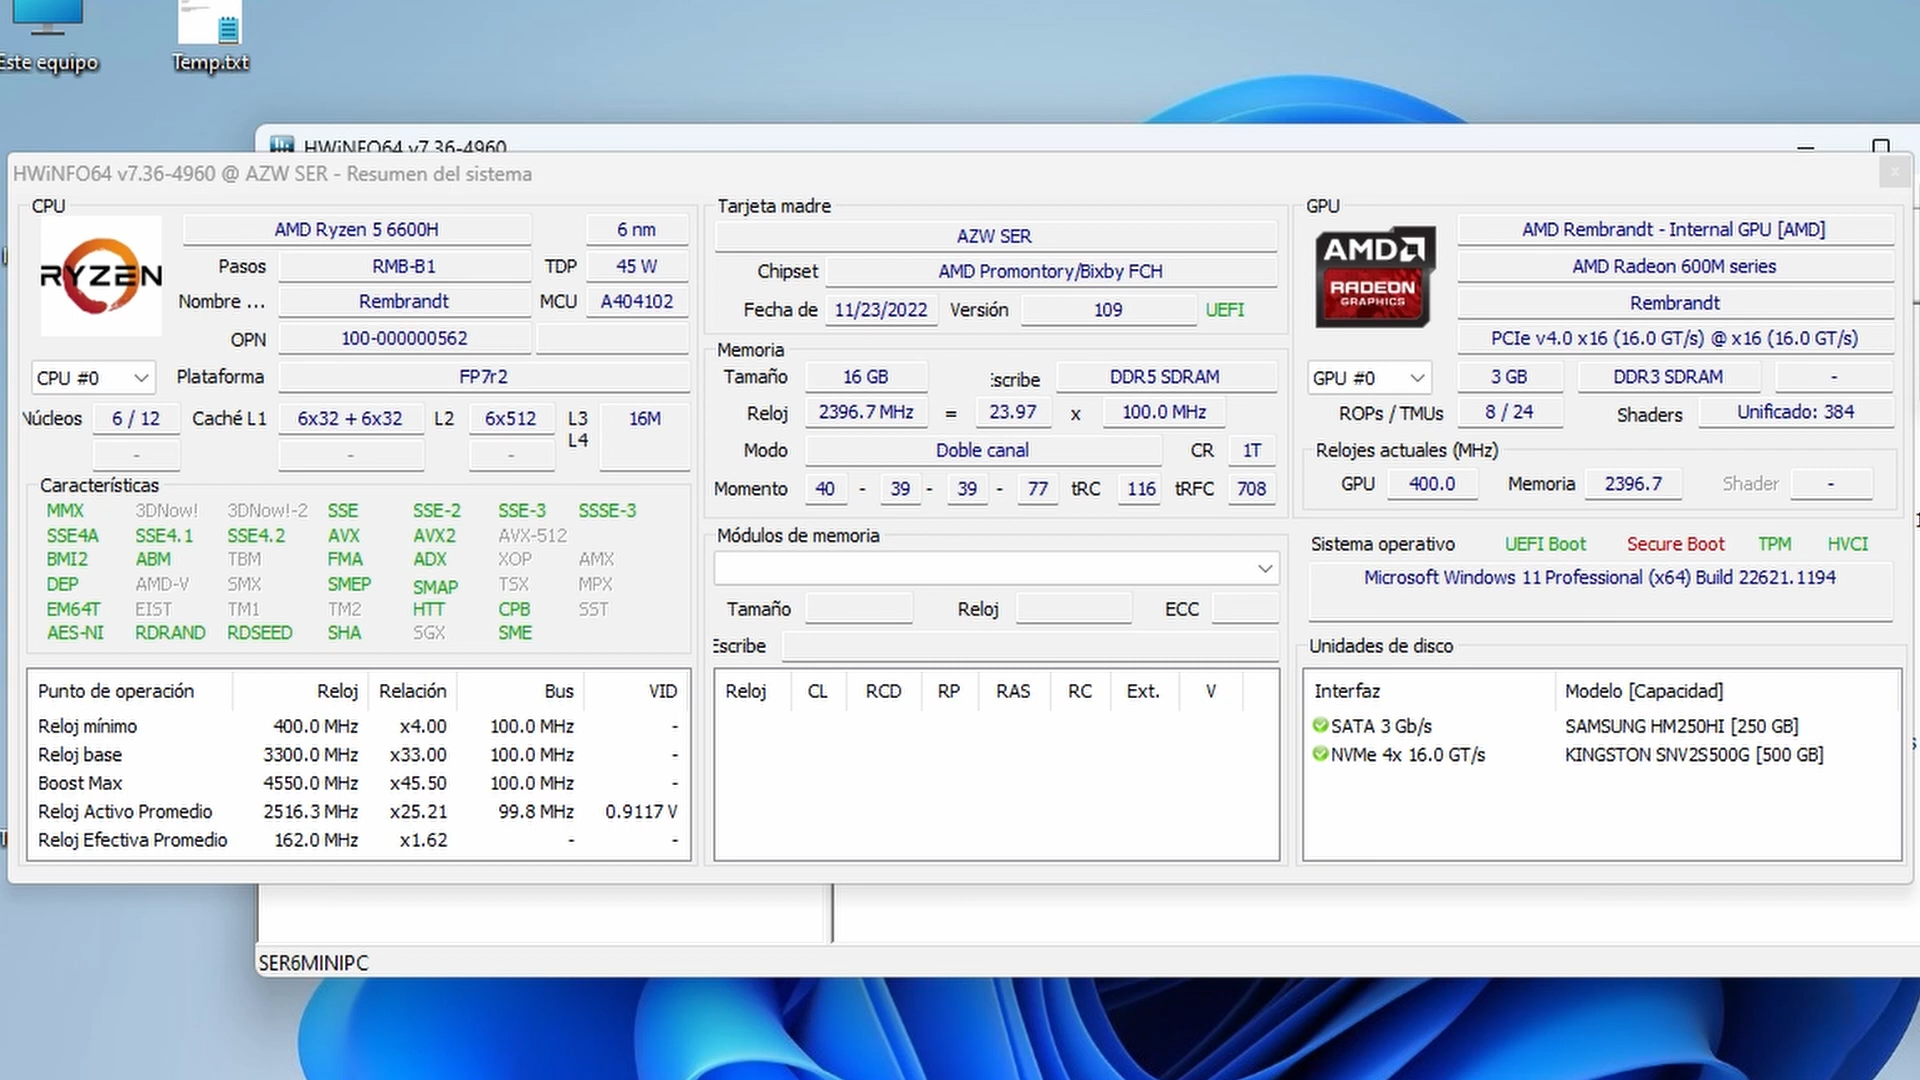 Este equipo
Temp.txt
HWiNFO64 v7.36-4960
HWiNFO64 v7.36-4960 @ AZW SER - Resumen del sistema
CPU
RYZEN
AMD Ryzen 5 6600H
6 nm
Pasos RMB-B1 TDP 45 W
Nombre ... Rembrandt MCU A404102
OPN 100-000000562
CPU #0 Plataforma FP7r2
Núcleos 6 / 12 Caché L1 6x32 + 6x32 L2 6x512 L3 16M
L4
- - -
Características
MMX 3DNow! 3DNow!-2 SSE SSE-2 SSE-3 SSSE-3
SSE4A SSE4.1 SSE4.2 AVX AVX2 AVX-512
BMI2 ABM TBM FMA ADX XOP AMX
DEP AMD-V SMX SMEP SMAP TSX MPX
EM64T EIST TM1 TM2 HTT CPB SST
AES-NI RDRAND RDSEED SHA SGX SME
Punto de operación Reloj Relación Bus VID
Reloj mínimo 400.0 MHz x4.00 100.0 MHz -
Reloj base 3300.0 MHz x33.00 100.0 MHz -
Boost Max 4550.0 MHz x45.50 100.0 MHz -
Reloj Activo Promedio 2516.3 MHz x25.21 99.8 MHz 0.9117 V
Reloj Efectiva Promedio 162.0 MHz x1.62 - -
Tarjeta madre
AZW SER
Chipset AMD Promontory/Bixby FCH
Fecha de 11/23/2022 Versión 109 UEFI
Memoria
Tamaño 16 GB scribe DDR5 SDRAM
Reloj 2396.7 MHz = 23.97 x 100.0 MHz
Modo Doble canal CR 1T
Momento 40 - 39 - 39 - 77 tRC 116 tRFC 708
Módulos de memoria
Tamaño Reloj ECC
Escribe
Reloj CL RCD RP RAS RC Ext. V
GPU
AMD
RADEON
GRAPHICS
AMD Rembrandt - Internal GPU [AMD]
AMD Radeon 600M series
Rembrandt
PCIe v4.0 x16 (16.0 GT/s) @ x16 (16.0 GT/s)
GPU #0 3 GB DDR3 SDRAM -
ROPs / TMUs 8 / 24 Shaders Unificado: 384
Relojes actuales (MHz)
GPU 400.0 Memoria 2396.7 Shader -
Sistema operativo UEFI Boot Secure Boot TPM HVCI
Microsoft Windows 11 Professional (x64) Build 22621.1194
Unidades de disco
Interfaz Modelo [Capacidad]
SATA 3 Gb/s SAMSUNG HM250HI [250 GB]
NVMe 4x 16.0 GT/s KINGSTON SNV2S500G [500 GB]
SER6MINIPC